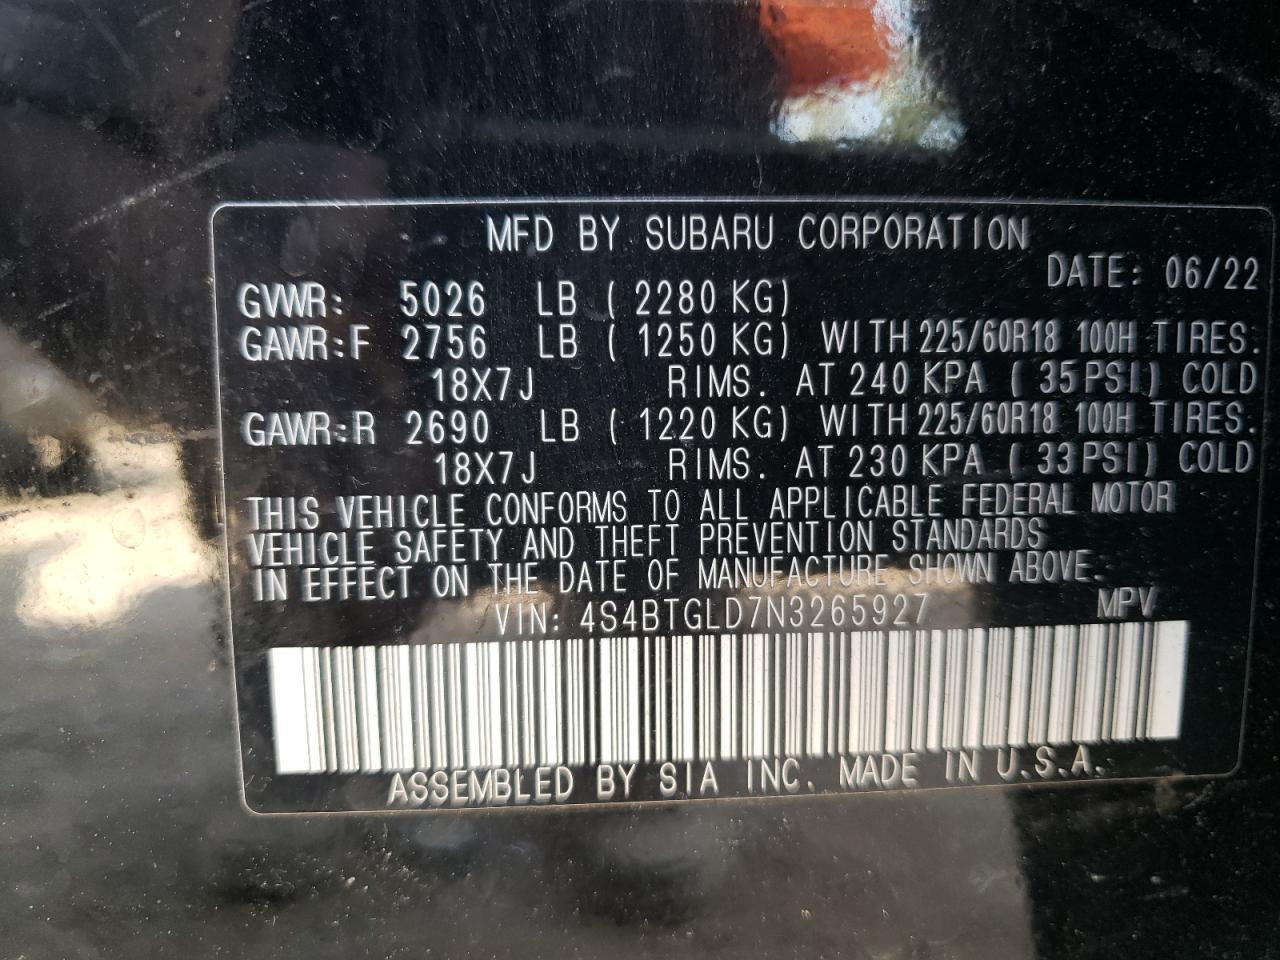 MFD BY SUBARU CORPORATION
DATE: 06/22
GVWR: 5026 LB ( 2280 KG)
GAWR:F 2756 LB ( 1250 KG) WITH 225/60R18 100H TIRES.
18X7J RIMS. AT 240 KPA ( 35 PSI) COLD
GAWR:R 2690 LB ( 1220 KG) WITH 225/60R18 100H TIRES.
18X7J RIMS. AT 230 KPA ( 33 PSI) COLD
THIS VEHICLE CONFORMS TO ALL APPLICABLE FEDERAL MOTOR
VEHICLE SAFETY AND THEFT PREVENTION STANDARDS
IN EFFECT ON THE DATE OF MANUFACTURE SHOWN ABOVE.
VIN: 4S4BTGLD7N3265927 MPV
ASSEMBLED BY SIA INC. MADE IN U.S.A.